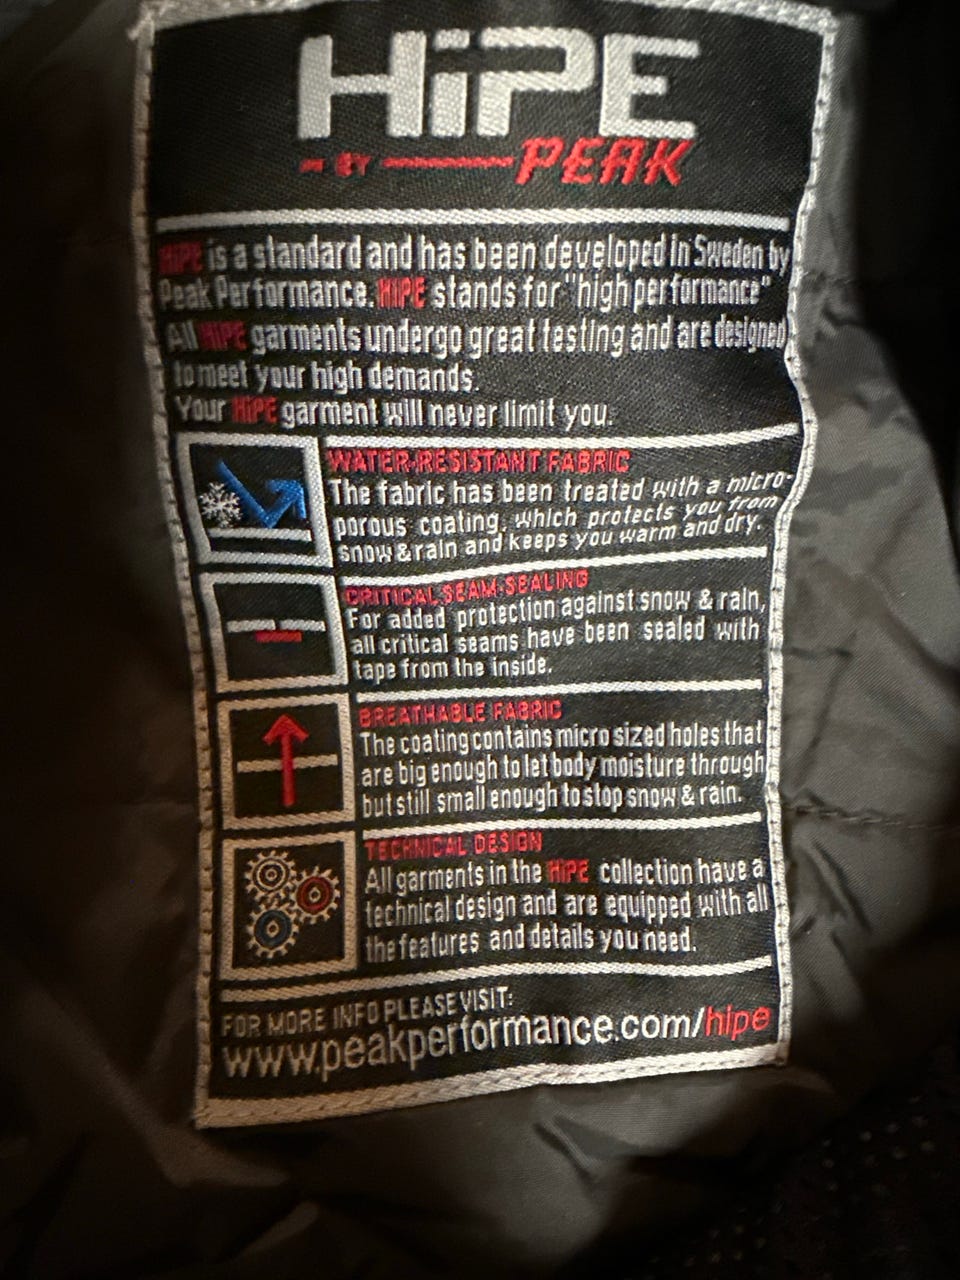 HiPE
BY PEAK
HiPE is a standard and has been developed in Sweden by
Peak Performance. HiPE stands for "high performance"
All HiPE garments undergo great testing and are designed
to meet your high demands.
Your HiPE garment will never limit you.
WATER-RESISTANT FABRIC
The fabric has been treated with a micro-
porous coating, which protects you from
snow & rain and keeps you warm and dry.
CRITICAL SEAM-SEALING
For added protection against snow & rain,
all critical seams have been sealed with
tape from the inside.
BREATHABLE FABRIC
The coating contains micro sized holes that
are big enough to let body moisture through
but still small enough to stop snow & rain.
TECHNICAL DESIGN
All garments in the HiPE collection have a
technical design and are equipped with all
the features and details you need.
FOR MORE INFO PLEASE VISIT:
www.peakperformance.com/hipe